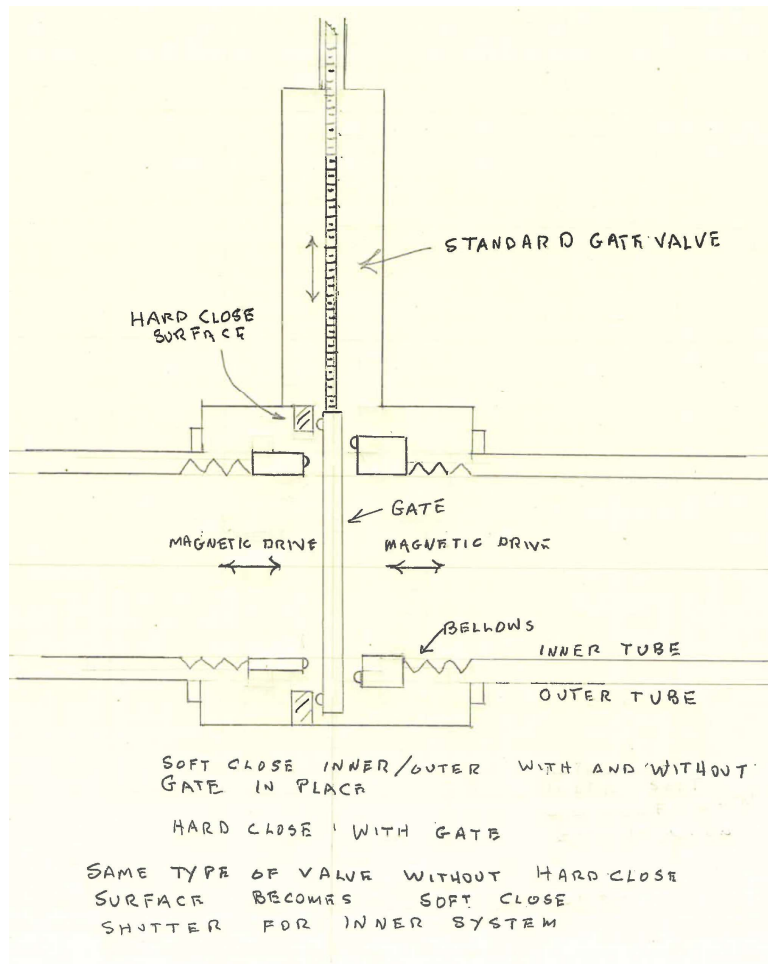 STANDARD GATE VALVE
HARD CLOSE
SURFACE
GATE
MAGNETIC DRIVE
MAGNETIC DRIVE
BELLOWS
INNER TUBE
OUTER TUBE
SOFT CLOSE INNER/OUTER WITH AND WITHOUT
GATE IN PLACE
HARD CLOSE WITH GATE
SAME TYPE OF VALVE WITHOUT HARD CLOSE
SURFACE BECOMES SOFT CLOSE
SHUTTER FOR INNER SYSTEM